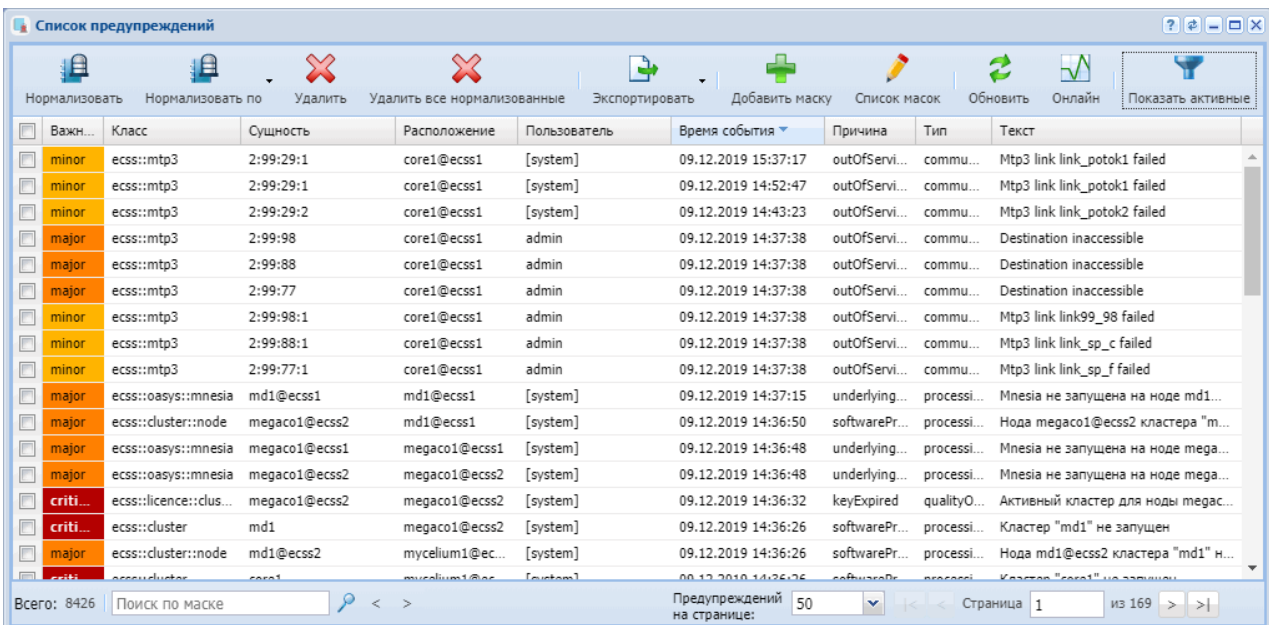 Список предупреждений
Нормализовать Нормализовать по Удалить Удалить все нормализованные Экспортировать Добавить маску Список масок Обновить Онлайн Показать активные
Важн... Класс Сущность Расположение Пользователь Время события Причина Тип Текст
minor ecss::mtp3 2:99:29:1 core1@ecss1 [system] 09.12.2019 15:37:17 outOfServi... commu... Mtp3 link link_potok1 failed
minor ecss::mtp3 2:99:29:1 core1@ecss1 [system] 09.12.2019 14:52:47 outOfServi... commu... Mtp3 link link_potok1 failed
minor ecss::mtp3 2:99:29:2 core1@ecss1 [system] 09.12.2019 14:43:23 outOfServi... commu... Mtp3 link link_potok2 failed
major ecss::mtp3 2:99:98 core1@ecss1 admin 09.12.2019 14:37:38 outOfServi... commu... Destination inaccessible
major ecss::mtp3 2:99:88 core1@ecss1 admin 09.12.2019 14:37:38 outOfServi... commu... Destination inaccessible
major ecss::mtp3 2:99:77 core1@ecss1 admin 09.12.2019 14:37:38 outOfServi... commu... Destination inaccessible
minor ecss::mtp3 2:99:98:1 core1@ecss1 admin 09.12.2019 14:37:38 outOfServi... commu... Mtp3 link link99_98 failed
minor ecss::mtp3 2:99:88:1 core1@ecss1 admin 09.12.2019 14:37:38 outOfServi... commu... Mtp3 link link_sp_c failed
minor ecss::mtp3 2:99:77:1 core1@ecss1 admin 09.12.2019 14:37:38 outOfServi... commu... Mtp3 link link_sp_f failed
major ecss::oasys::mnesia md1@ecss1 md1@ecss1 [system] 09.12.2019 14:37:15 underlying... processi... Mnesia не запущена на ноде md1...
major ecss::cluster::node megaco1@ecss2 md1@ecss1 [system] 09.12.2019 14:36:50 softwarePr... processi... Нода megaco1@ecss2 кластера "m...
major ecss::oasys::mnesia megaco1@ecss1 megaco1@ecss1 [system] 09.12.2019 14:36:48 underlying... processi... Mnesia не запущена на ноде mega...
major ecss::oasys::mnesia megaco1@ecss2 megaco1@ecss2 [system] 09.12.2019 14:36:48 underlying... processi... Mnesia не запущена на ноде mega...
criti... ecss::licence::clus... megaco1@ecss2 megaco1@ecss2 [system] 09.12.2019 14:36:32 keyExpired qualityO... Активный кластер для ноды megac...
criti... ecss::cluster md1 megaco1@ecss2 [system] 09.12.2019 14:36:26 softwarePr... processi... Кластер "md1" не запущен
major ecss::cluster::node md1@ecss2 mycelium1@ec... [system] 09.12.2019 14:36:26 softwarePr... processi... Нода md1@ecss2 кластера "md1" н...
criti... ecss::cluster core1 mycelium1@ec... [system] 09.12.2019 14:36:26 softwarePr... processi... Кластер "core1" не запущен
Всего: 8426 Поиск по маске < > Предупреждений на странице: 50 |< < Страница 1 из 169 > >|